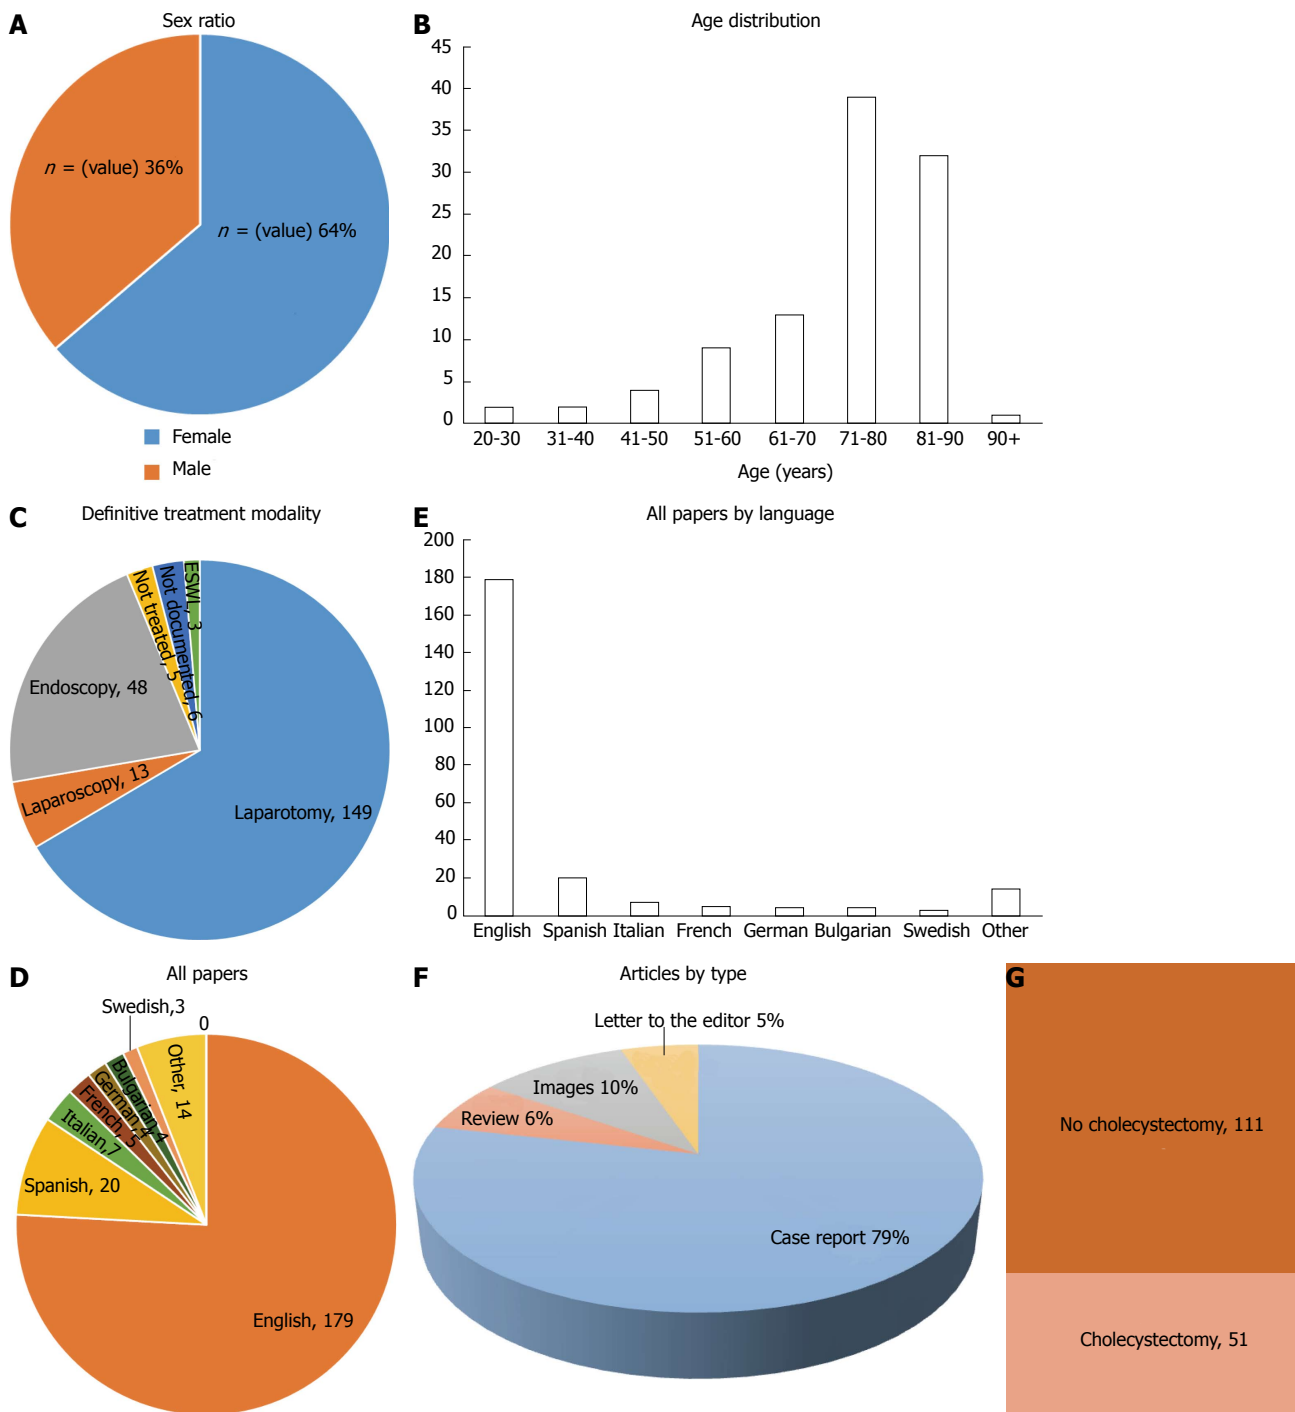 A
Sex ratio
n = (value) 36%
n = (value) 64%
Female
Male
B
Age distribution
45
40
35
30
25
20
15
10
5
0
20-30 31-40 41-50 51-60 61-70 71-80 81-90 90+
Age (years)
C
Definitive treatment modality
ESWL, 3
Not documented, 6
Not treated, 5
Endoscopy, 48
Laparoscopy, 13
Laparotomy, 149
E
All papers by language
200
180
160
140
120
100
80
60
40
20
0
English Spanish Italian French German Bulgarian Swedish Other
D
All papers
Swedish,3
0
Other, 14
Bulgarian,4
German,4
French, 5
Italian,7
Spanish, 20
English, 179
F
Articles by type
Letter to the editor 5%
Images 10%
Review 6%
Case report 79%
G
No cholecystectomy, 111
Cholecystectomy, 51